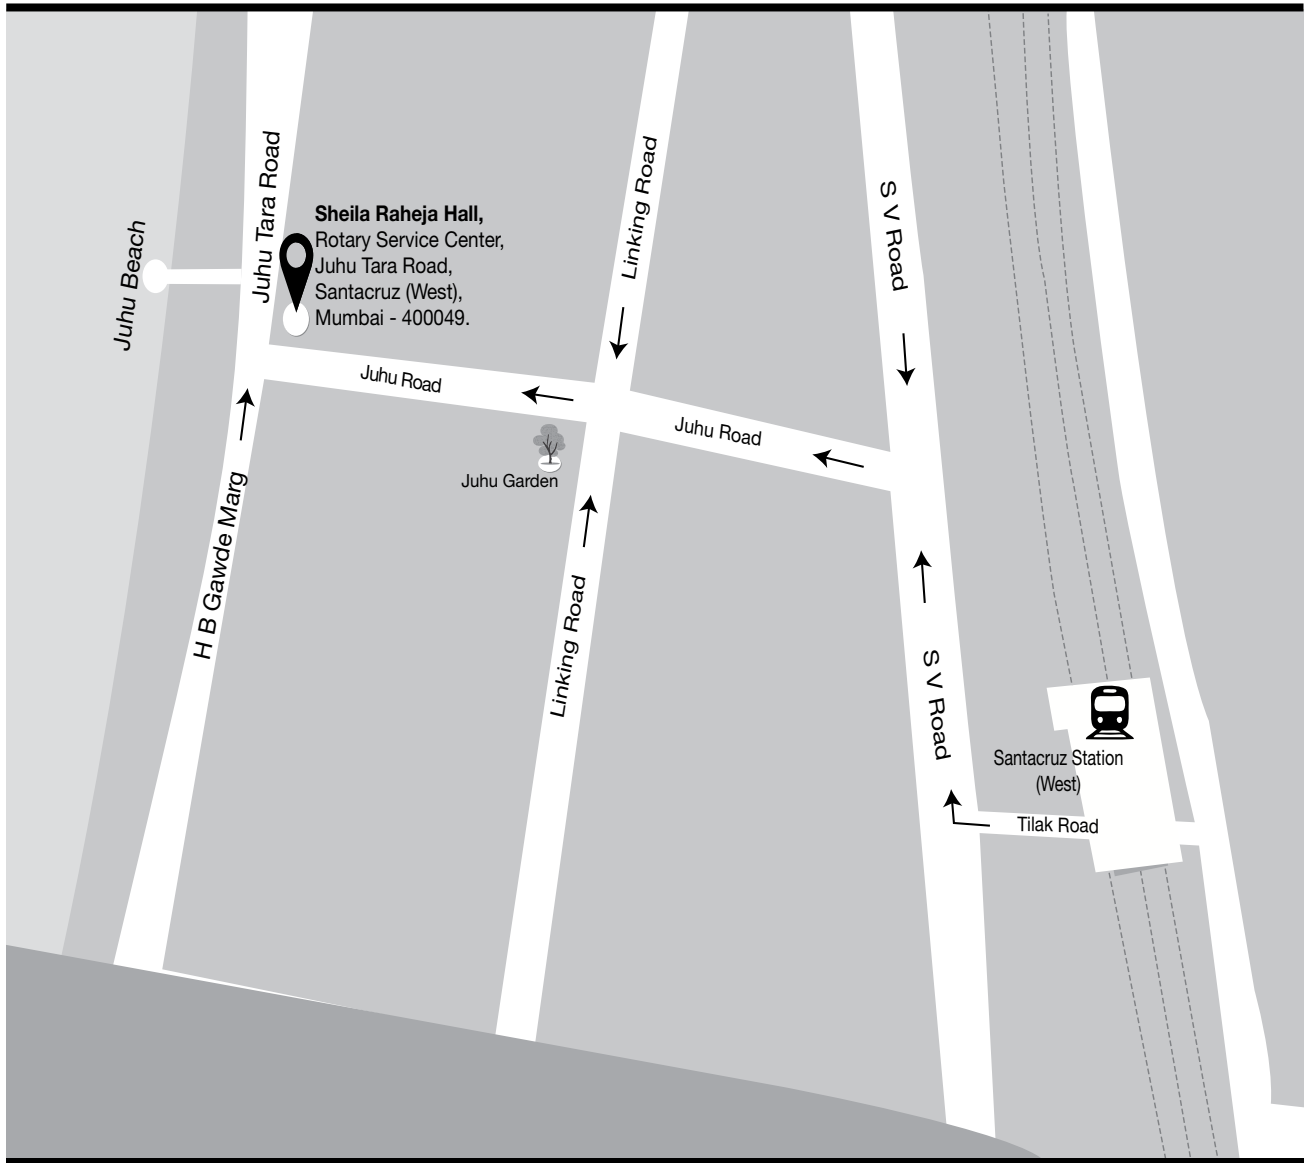 Juhu Tara Road
Linking Road
S V Road
Juhu Beach
Sheila Raheja Hall,
Rotary Service Center,
Juhu Tara Road,
Santacruz (West),
Mumbai - 400049.
Juhu Road
Juhu Road
Juhu Garden
H B Gawde Marg
Linking Road
S V Road
Santacruz Station
(West)
Tilak Road